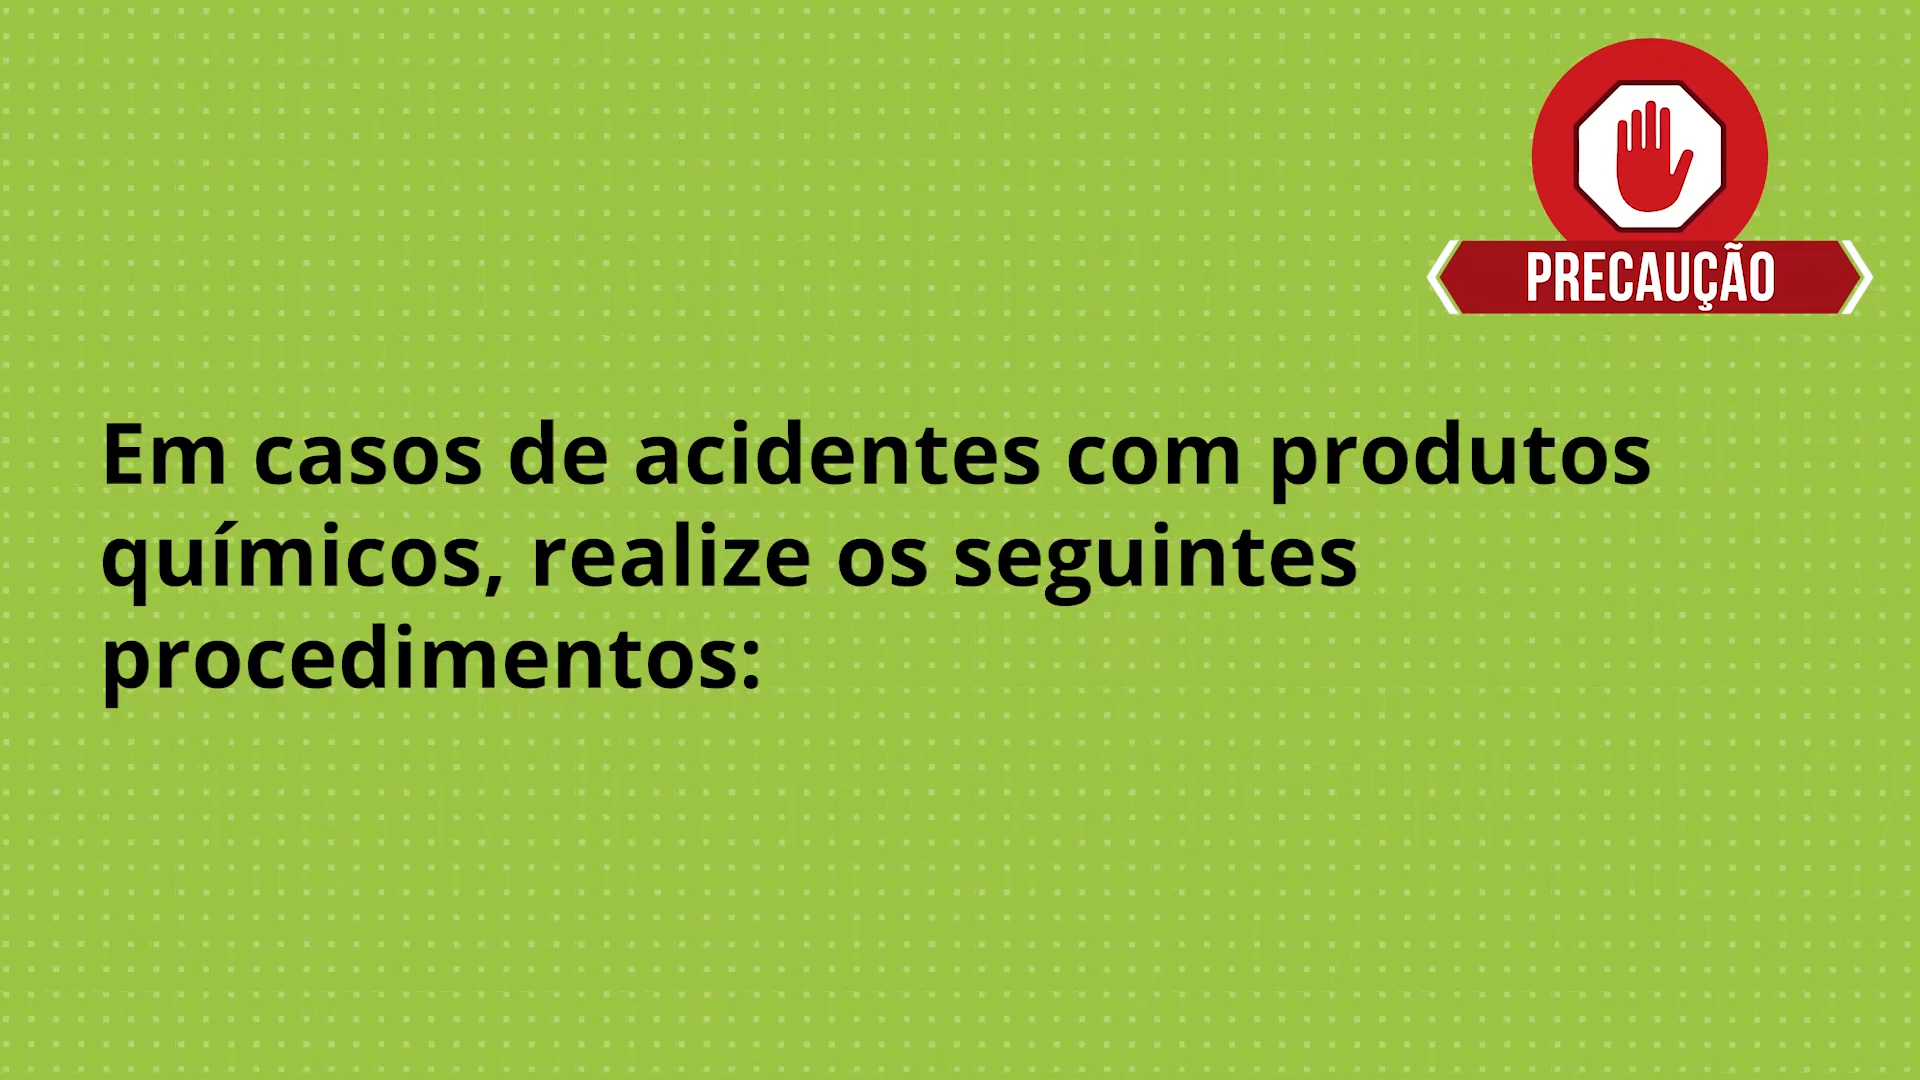 PRECAUÇÃO
Em casos de acidentes com produtos
químicos, realize os seguintes
procedimentos: